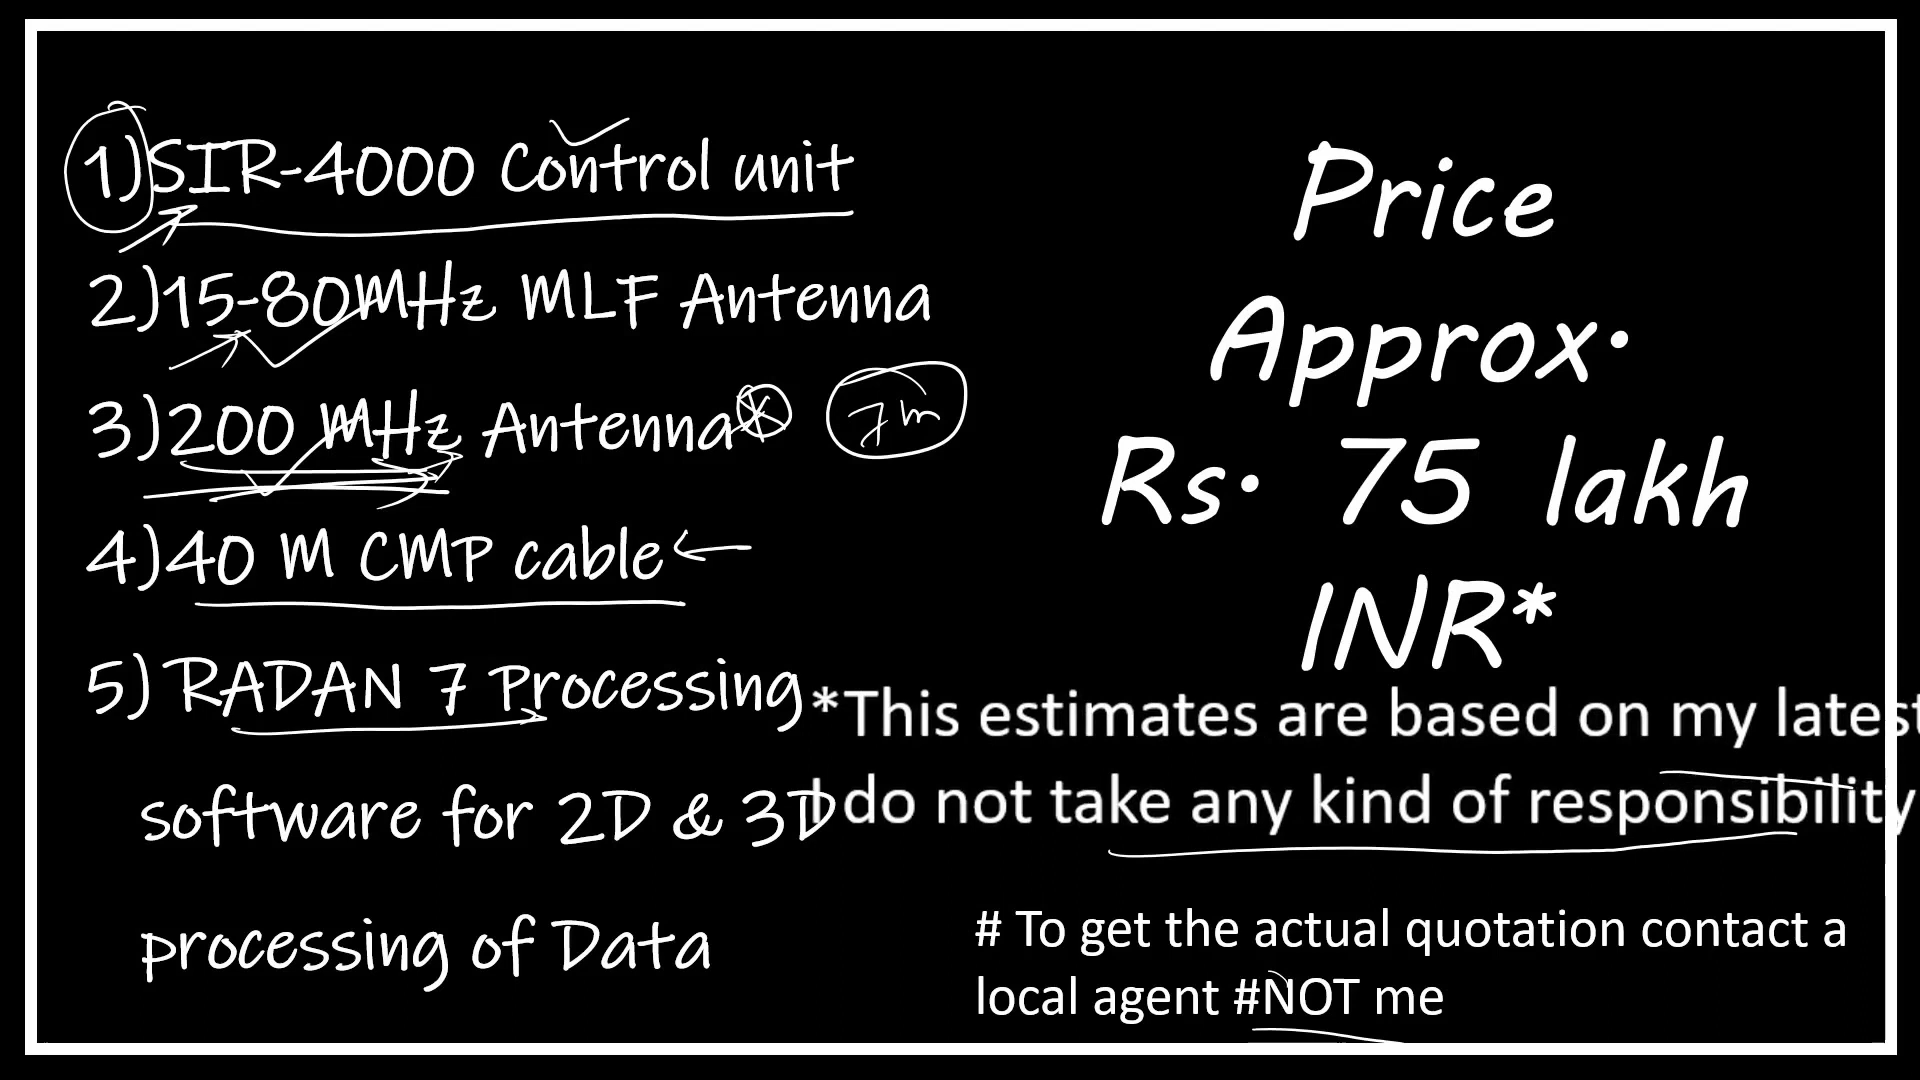 1)SIR-4000 Control unit
2)15-80MHz MLF Antenna
3)200 MHz Antenna*
7m
4)40 M CMP cable
5) RADAN 7 Processing
software for 2D & 3D
processing of Data
Price
Approx.
Rs. 75 lakh
INR*
*This estimates are based on my latest
I do not take any kind of responsibility
# To get the actual quotation contact a
local agent #NOT me